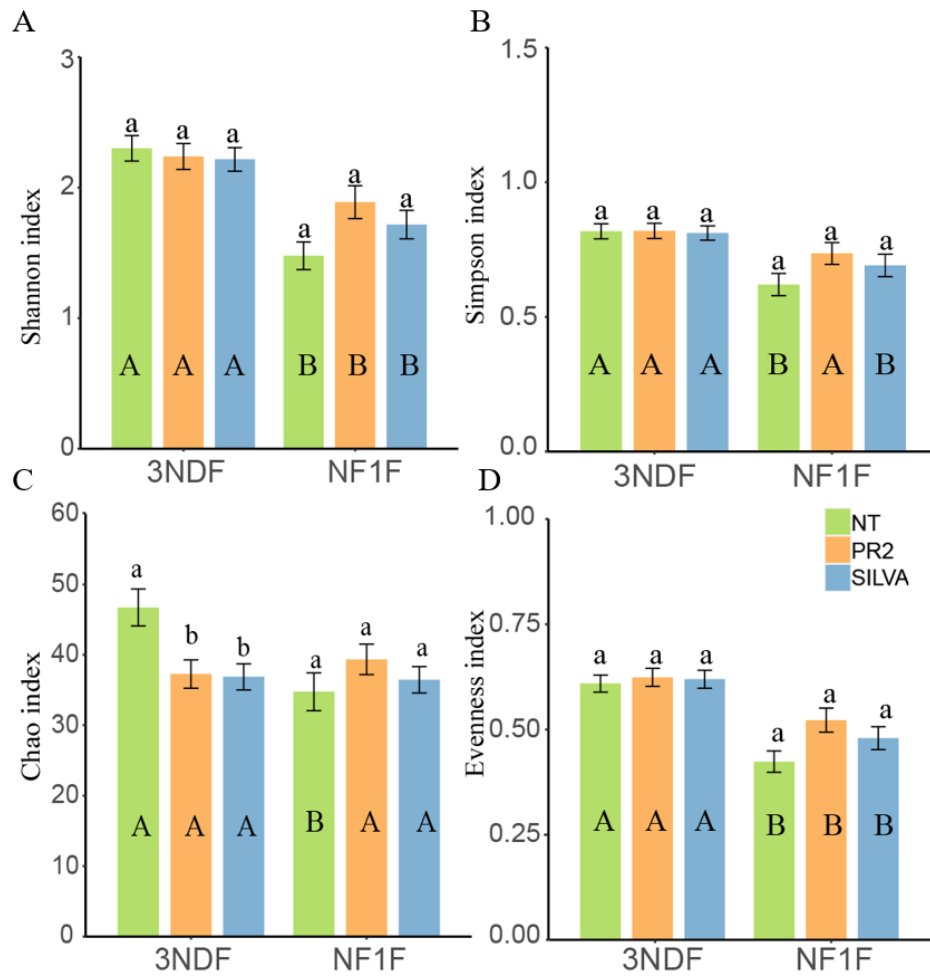 A
Shannon index
3
2
1
0
a a a a a a
A A A B B B
3NDF NF1F
B
Simpson index
1.5
1.0
0.5
0.0
a a a a a a
A A A B A B
3NDF NF1F
C
Chao index
60
50
40
30
20
10
0
a b b a a a
A A A B A A
3NDF NF1F
D
Evenness index
1.00
0.75
0.50
0.25
0.00
NT
PR2
SILVA
a a a a a a
A A A B B B
3NDF NF1F